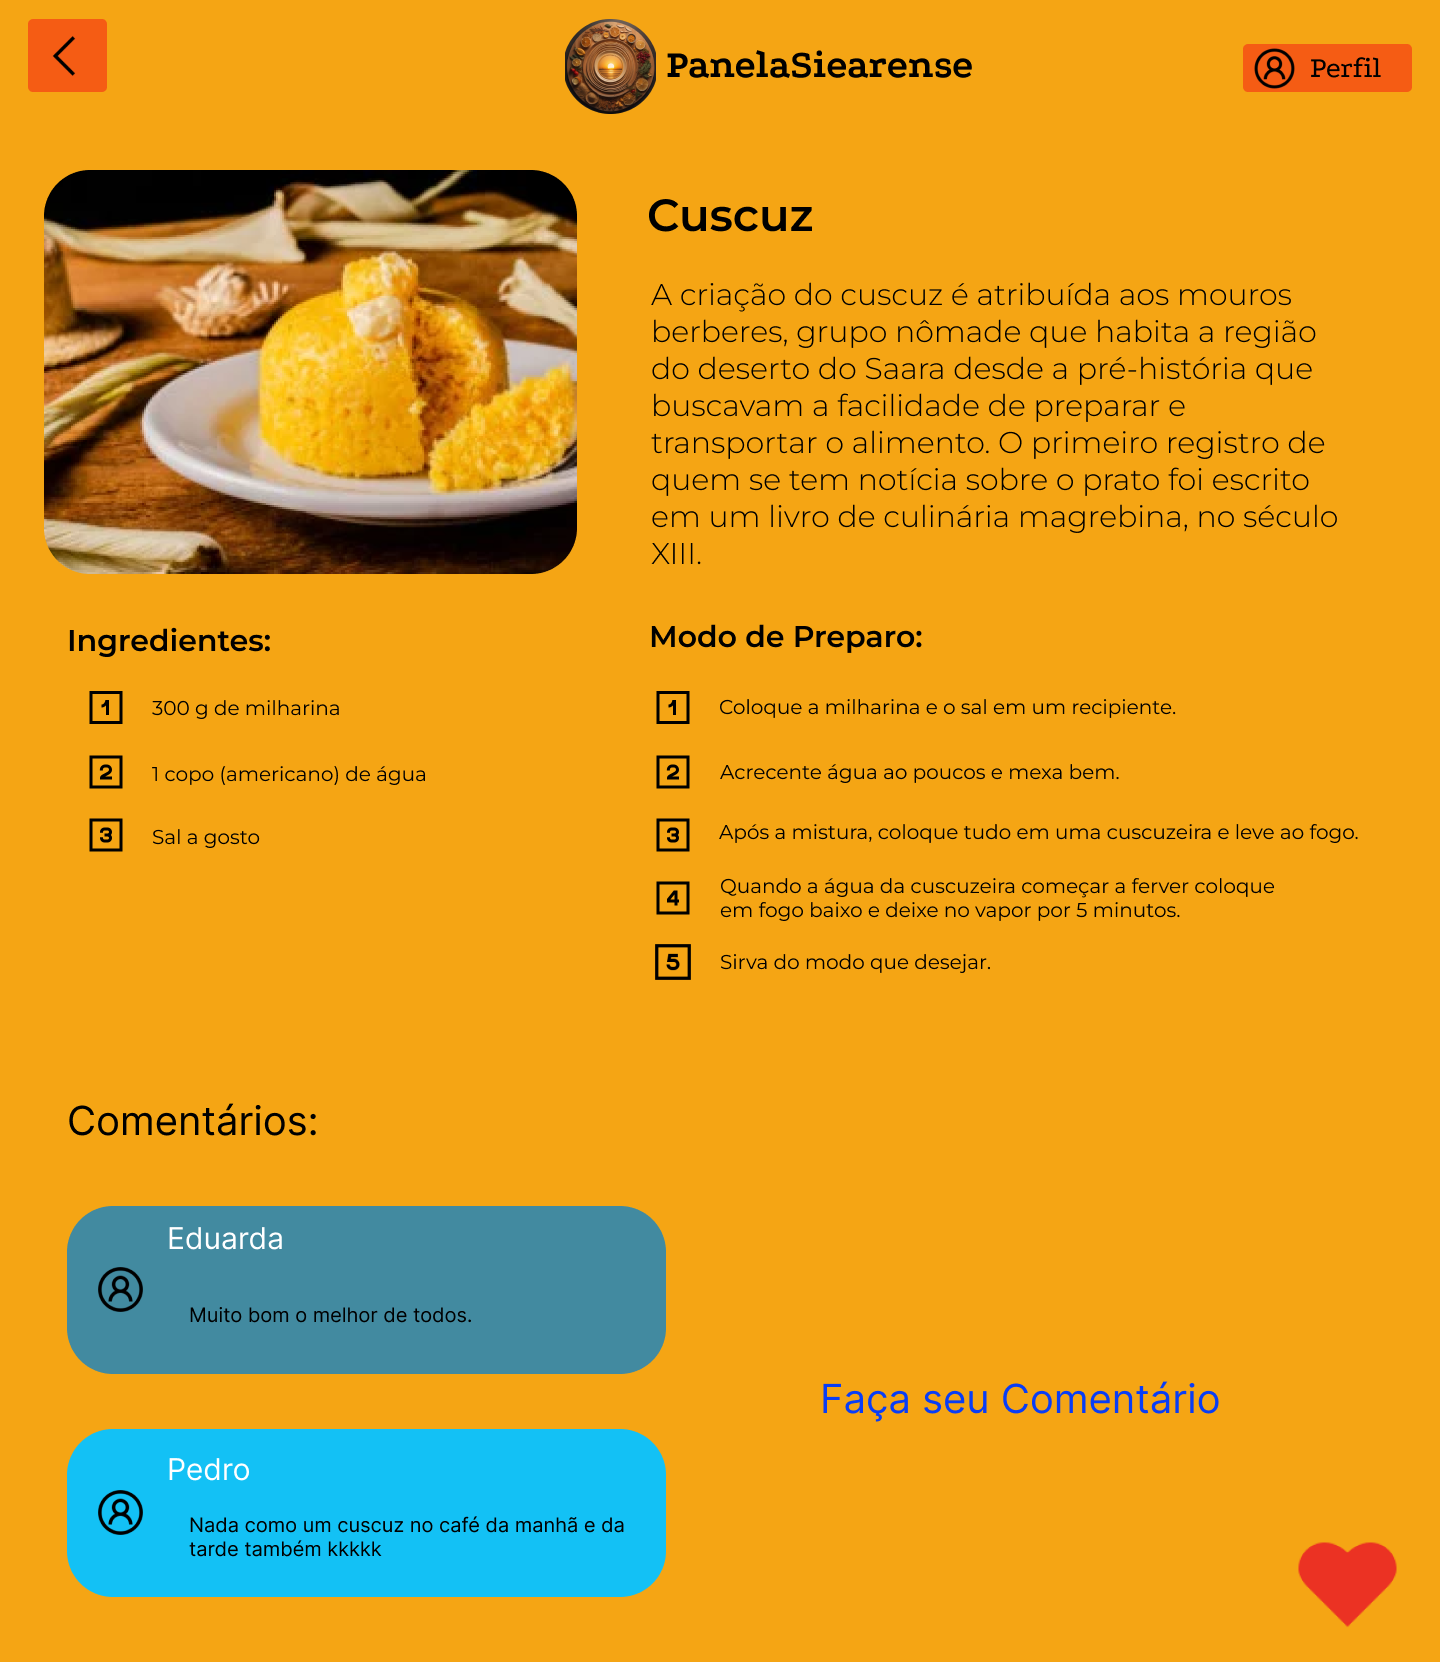 PanelaSiearense
Perfil
Cuscuz
A criação do cuscuz é atribuída aos mouros
berberes, grupo nômade que habita a região
do deserto do Saara desde a pré-história que
buscavam a facilidade de preparar e
transportar o alimento. O primeiro registro de
quem se tem notícia sobre o prato foi escrito
em um livro de culinária magrebina, no século
XIII.
Ingredientes:
1 300 g de milharina
2 1 copo (americano) de água
3 Sal a gosto
Modo de Preparo:
1 Coloque a milharina e o sal em um recipiente.
2 Acrecente água ao poucos e mexa bem.
3 Após a mistura, coloque tudo em uma cuscuzeira e leve ao fogo.
4 Quando a água da cuscuzeira começar a ferver coloque
em fogo baixo e deixe no vapor por 5 minutos.
5 Sirva do modo que desejar.
Comentários:
Eduarda
Muito bom o melhor de todos.
Faça seu Comentário
Pedro
Nada como um cuscuz no café da manhã e da
tarde também kkkkk